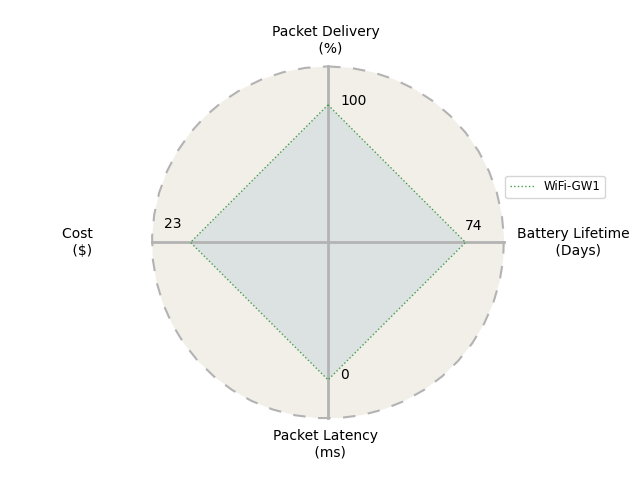 Packet Delivery
(%)
100
WiFi-GW1
23
74
Cost
($)
Battery Lifetime
(Days)
0
Packet Latency
(ms)